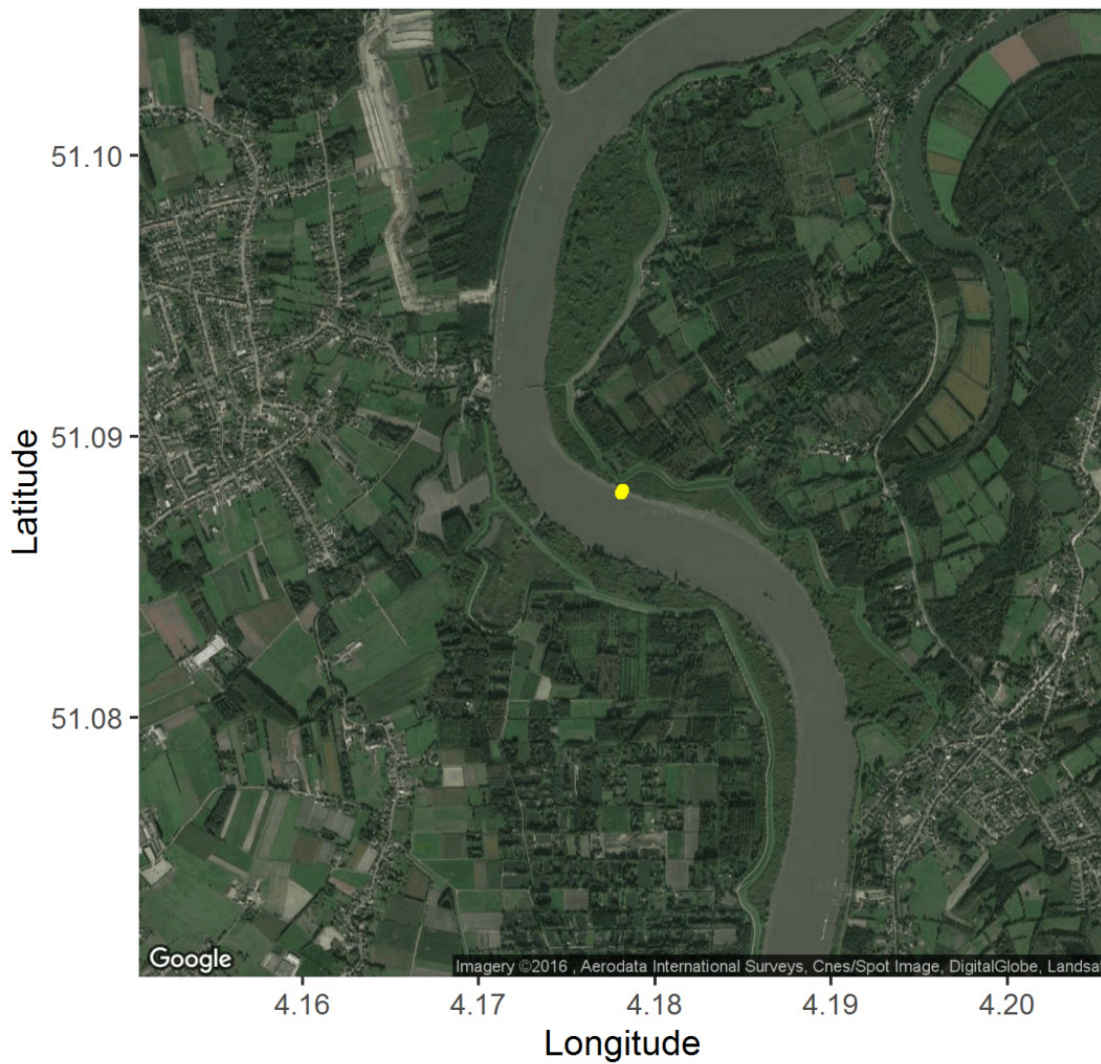 51.10
51.09
51.08
Latitude
Google
Imagery ©2016 , Aerodata International Surveys, Cnes/Spot Image, DigitalGlobe, Landsa
4.16 4.17 4.18 4.19 4.20
Longitude